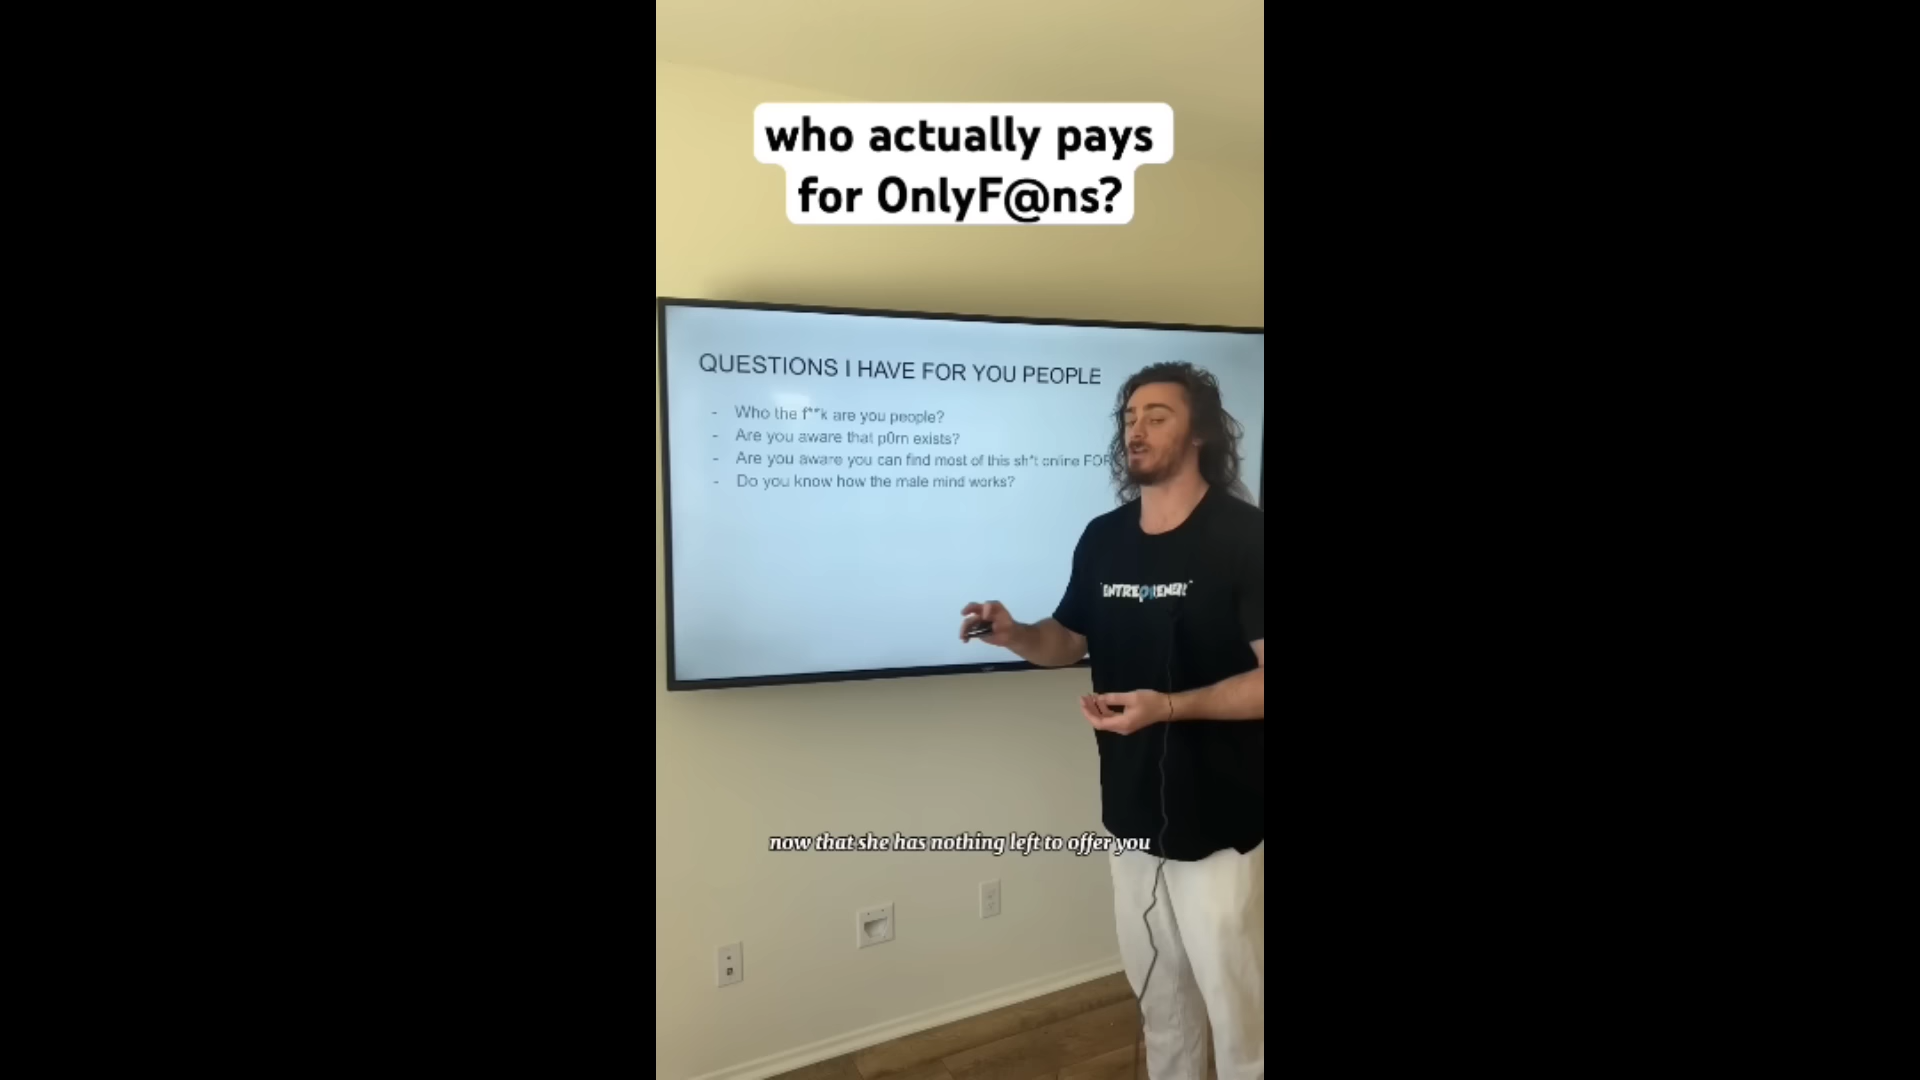 who actually pays
for OnlyF@ns?
QUESTIONS I HAVE FOR YOU PEOPLE
- Who the f**k are you people?
- Are you aware that p0rn exists?
- Are you aware you can find most of this sh*t online FOR
- Do you know how the male mind works?
now that she has nothing left to offer you